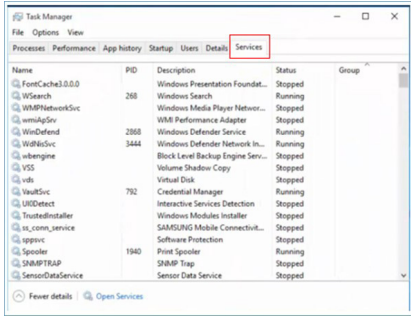 Task Manager
File Options View
Processes Performance App history Startup Users Details Services
Name PID Description Status Group
FontCache3.0.0.0 Windows Presentation Foundat... Stopped
WSearch 268 Windows Search Running
WMPNetworkSvc Windows Media Player Networ... Stopped
wmiApSrv WMI Performance Adapter Stopped
WinDefend 2868 Windows Defender Service Running
WdNisSvc 3444 Windows Defender Network In... Running
wbengine Block Level Backup Engine Serv... Stopped
VSS Volume Shadow Copy Stopped
vds Virtual Disk Stopped
VaultSvc 792 Credential Manager Running
UI0Detect Interactive Services Detection Stopped
TrustedInstaller Windows Modules Installer Stopped
ss_conn_service SAMSUNG Mobile Connectivit... Stopped
sppsvc Software Protection Stopped
Spooler 1940 Print Spooler Running
SNMPTRAP SNMP Trap Stopped
SensorDataService Sensor Data Service Stopped
Fewer details Open Services